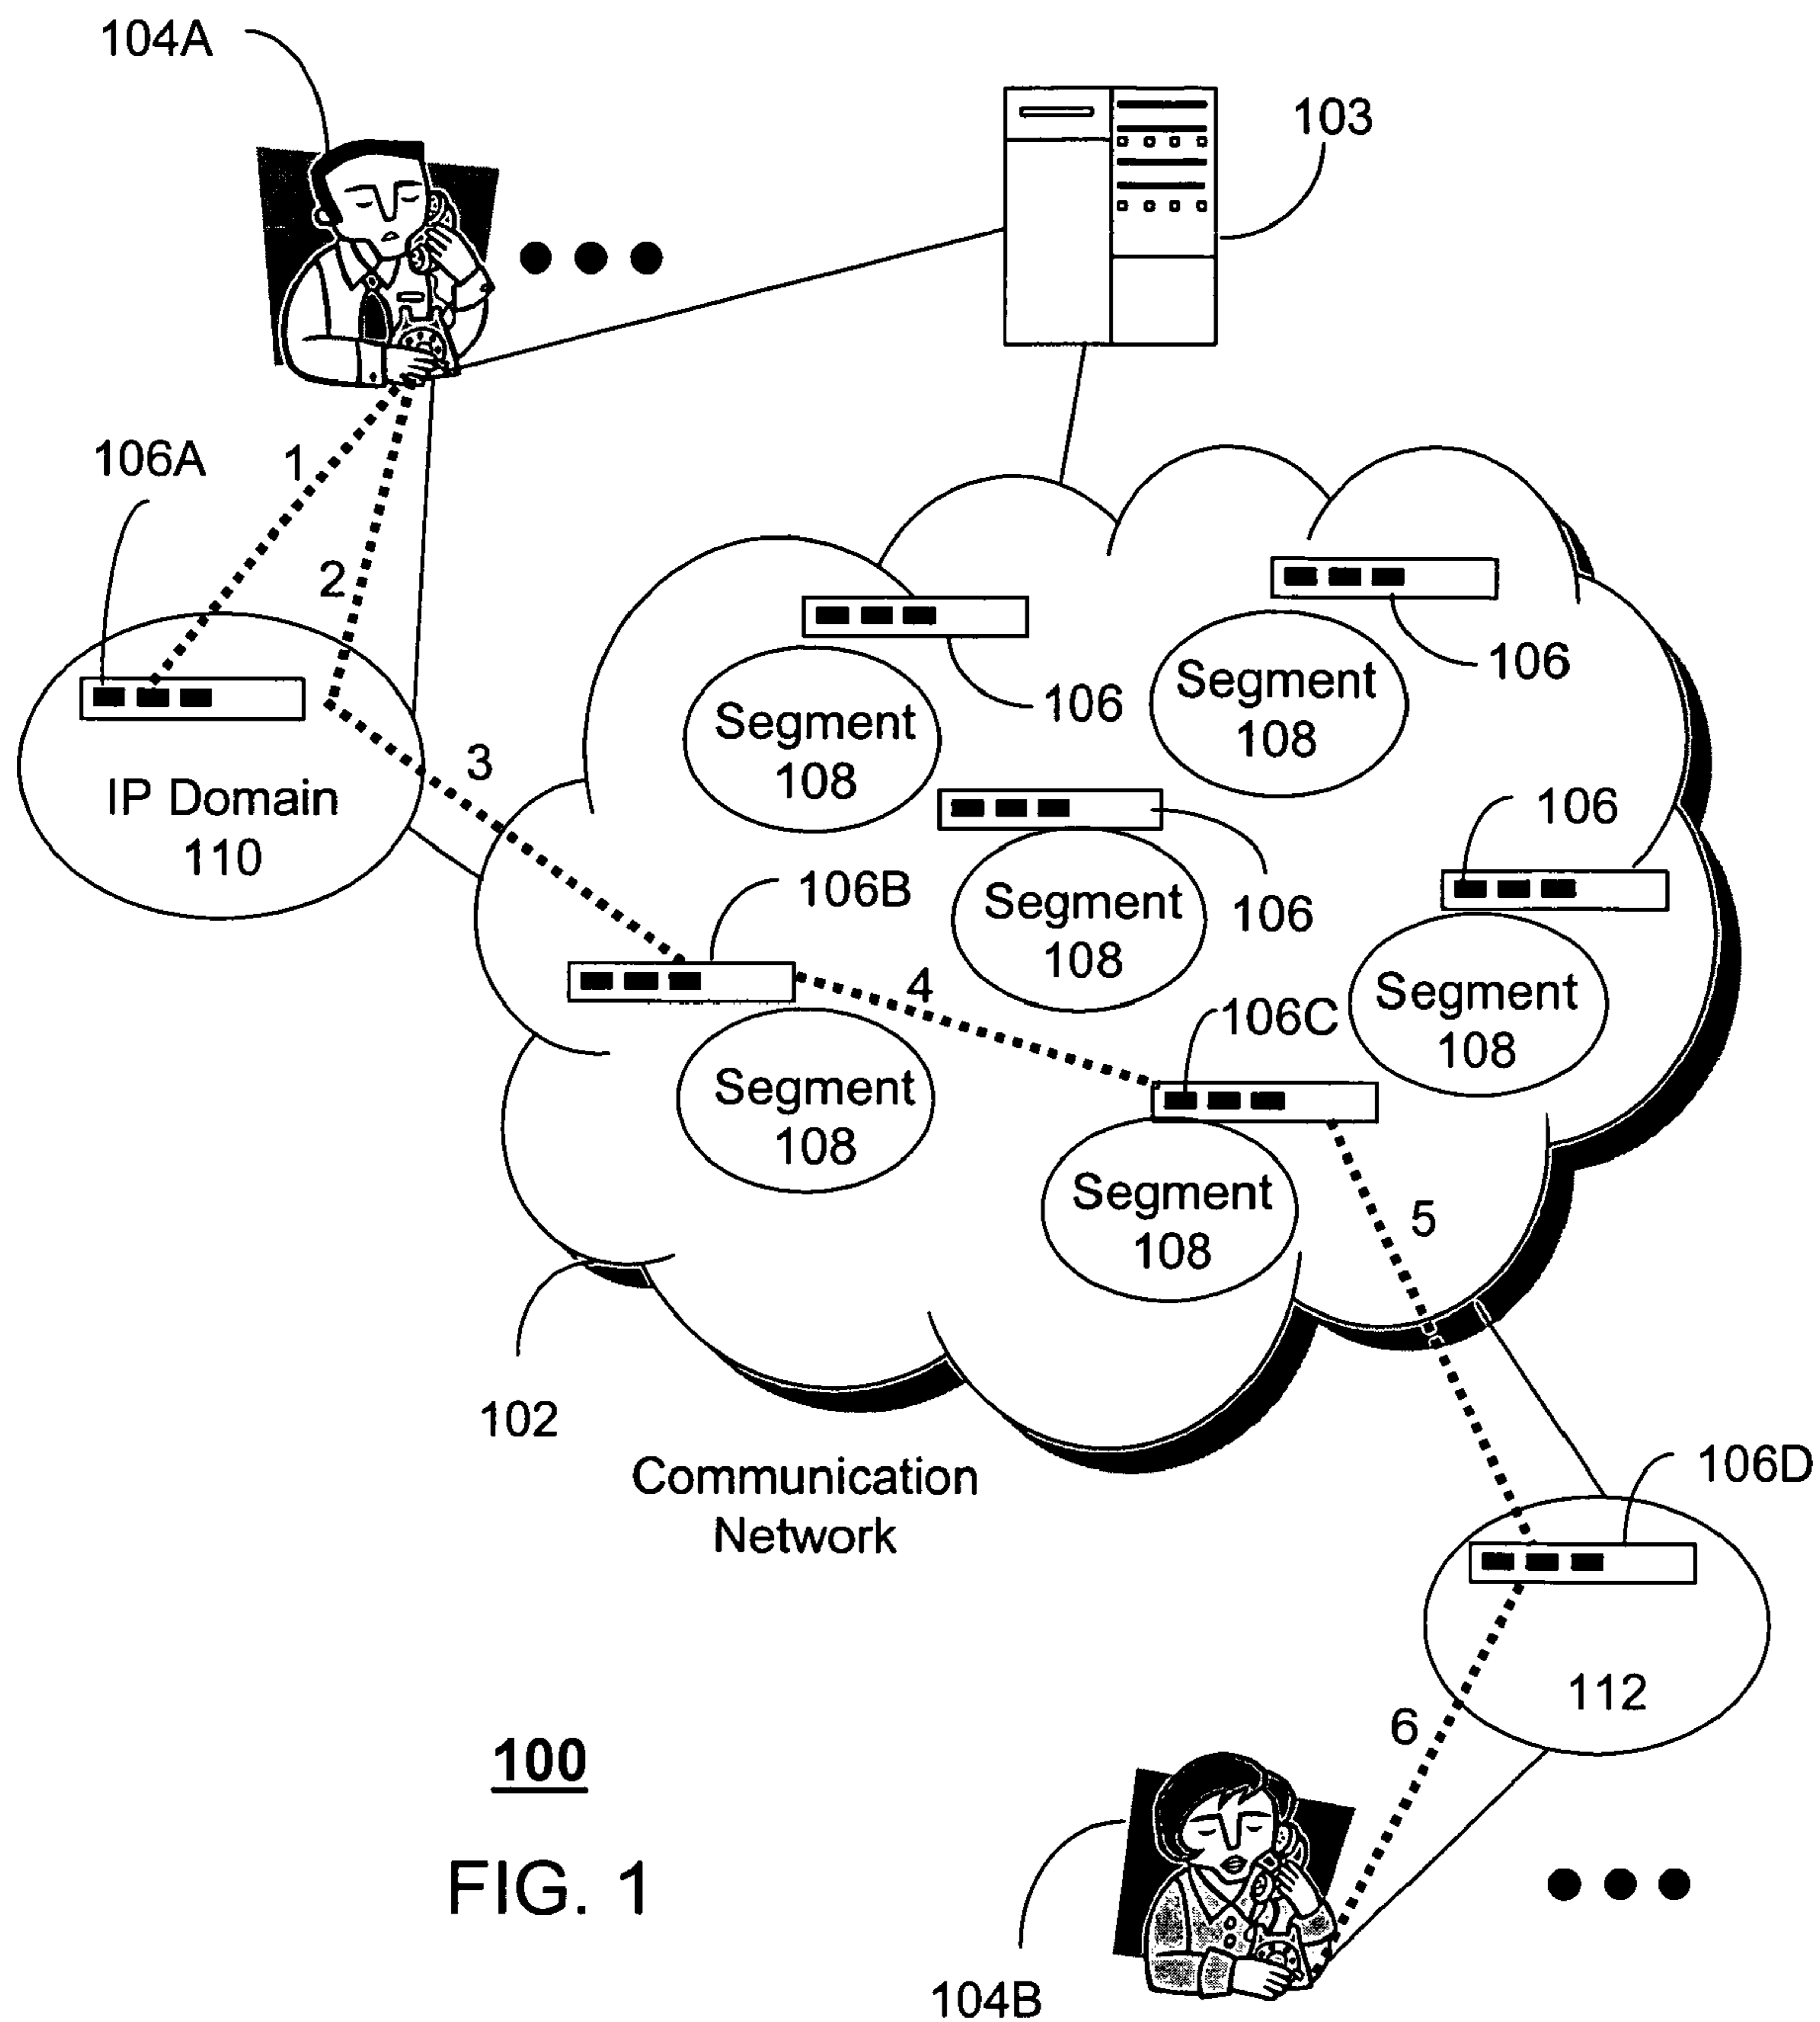 104A
103
106A
1
2
106
106
Segment
108
Segment
108
3
IP Domain
110
106
106B
106
Segment
108
4
106C
Segment
108
Segment
108
Segment
108
5
102
Communication
Network
106D
112
6
100
FIG. 1
104B